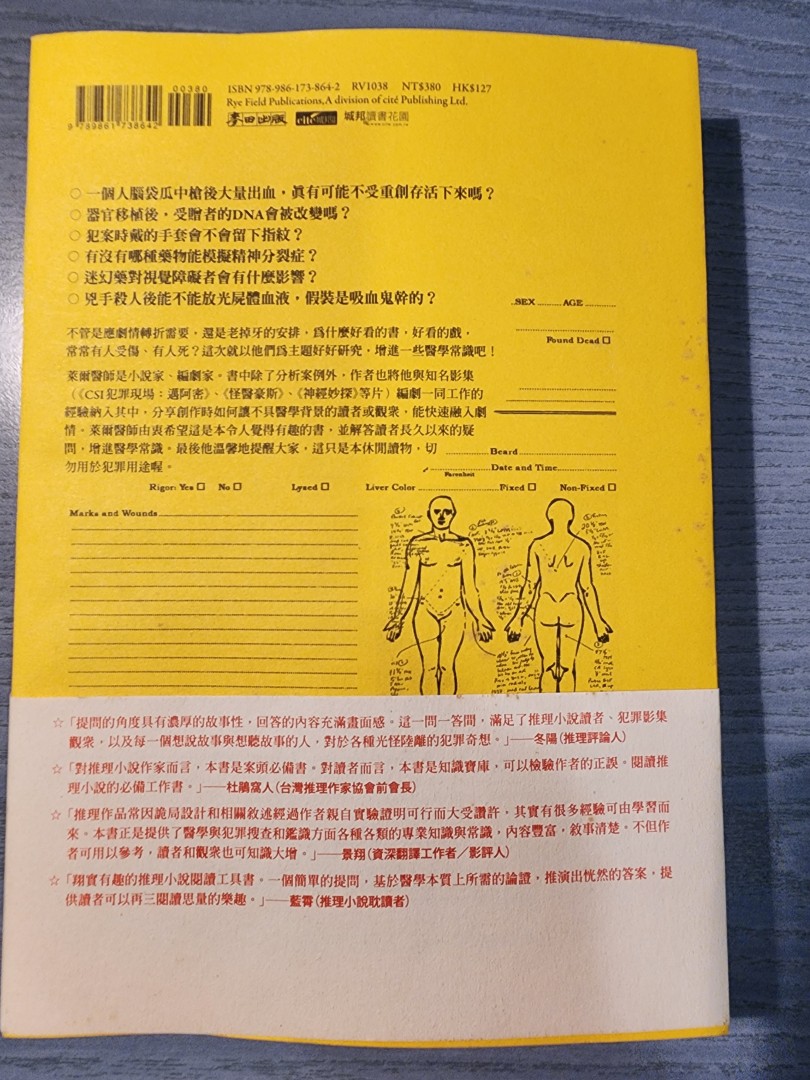 00380
9 789861 738642
ISBN 978-986-173-864-2 RV1038 NT$380 HK$127
Rye Field Publications, A division of cité Publishing Ltd.
麥田出版 cité 城邦讀書花園
○ 一個人腦袋瓜中槍後大量出血，真有可能不受重創存活下來嗎？
○ 器官移植後，受贈者的DNA會被改變嗎？
○ 犯案時戴的手套會不會留下指紋？
○ 有沒有哪種藥物能模擬精神分裂症？
○ 迷幻藥對視覺障礙者會有什麼影響？
○ 兇手殺人後能不能放光屍體血液，假裝是吸血鬼幹的？
SEX AGE
Found Dead □
不管是應劇情轉折需要，還是老掉牙的安排，爲什麼好看的書，好看的戲，
常常有人受傷、有人死？這次就以他們爲主題好好研究，增進一些醫學常識吧！
萊爾醫師是小說家、編劇家。書中除了分析案例外，作者也將他與知名影集
（《CSI犯罪現場：邁阿密》、《怪醫豪斯》、《神經妙探》等片）編劇一同工作的
經驗納入其中，分享創作時如何讓不具醫學背景的讀者或觀衆，能快速融入劇
情。萊爾醫師由衷希望這是本令人覺得有趣的書，並解答讀者長久以來的疑
問，增進醫學常識。最後他溫馨地提醒大家，這只是本休閒讀物，切
勿用於犯罪用途喔。
Beard
Date and Time
Farenheit
Rigor: Yes □ No □ Lysed □ Liver Color Fixed □ Non-Fixed □
Marks and Wounds
☆「提問的角度具有濃厚的故事性，回答的內容充滿畫面感。這一問一答間，滿足了推理小說讀者、犯罪影集
觀衆，以及每一個想說故事與想聽故事的人，對於各種光怪陸離的犯罪奇想。」──冬陽（推理評論人）
☆「對推理小說作家而言，本書是案頭必備書。對讀者而言，本書是知識寶庫，可以檢驗作者的正誤。閱讀推
理小說的必備工作書。」──杜鵑窩人（台灣推理作家協會前會長）
☆「推理作品常因詭局設計和相關敘述經過作者親自實驗證明可行而大受讚許，其實有很多經驗可由學習而
來。本書正是提供了醫學與犯罪搜查和鑑識方面各種各類的專業知識與常識，內容豐富，敘事清楚。不但作
者可用以參考，讀者和觀衆也可知識大增。」──景翔（資深翻譯工作者／影評人）
☆「翔實有趣的推理小說閱讀工具書。一個簡單的提問，基於醫學本質上所需的論證，推演出恍然的答案，提
供讀者可以再三閱讀思量的樂趣。」──藍霄（推理小說耽讀者）